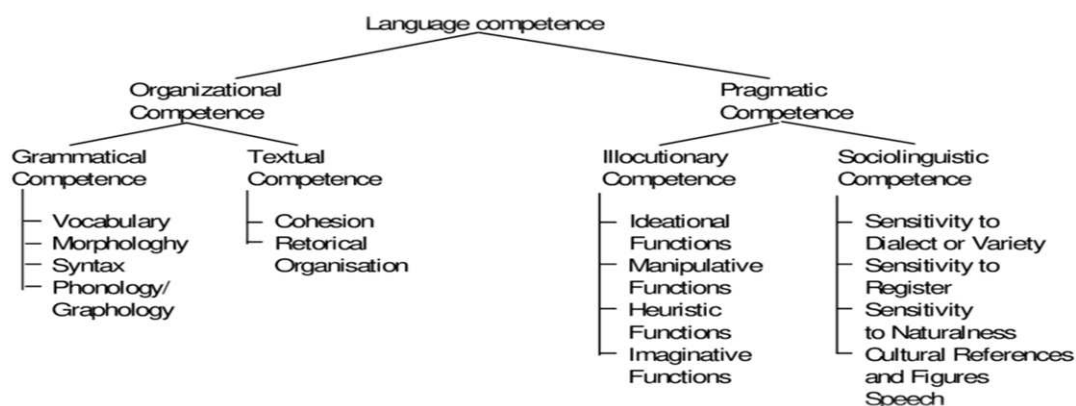 Language competence
Organizational
Competence
Pragmatic
Competence
Grammatical
Competence
Textual
Competence
Illocutionary
Competence
Sociolinguistic
Competence
Vocabulary
Morphologhy
Syntax
Phonology/
Graphology
Cohesion
Retorical
Organisation
Ideational
Functions
Manipulative
Functions
Heuristic
Functions
Imaginative
Functions
Sensitivity to
Dialect or Variety
Sensitivity to
Register
Sensitivity
to Naturalness
Cultural References
and Figures
Speech